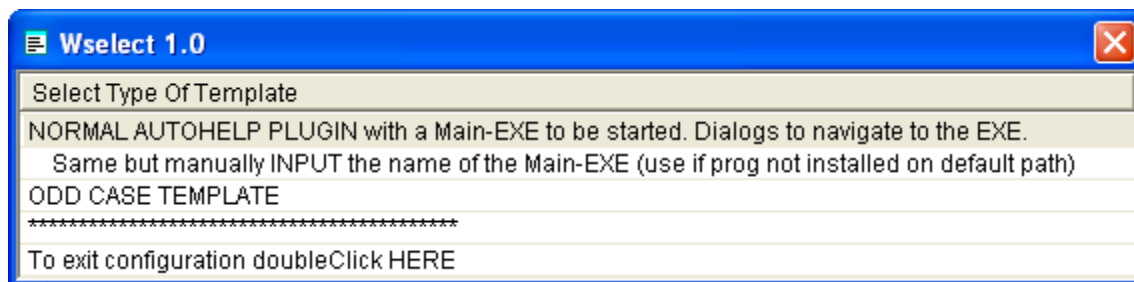 Wselect 1.0
Select Type Of Template
NORMAL AUTOHELP PLUGIN with a Main-EXE to be started. Dialogs to navigate to the EXE.
Same but manually INPUT the name of the Main-EXE (use if prog not installed on default path)
ODD CASE TEMPLATE
*******************************************
To exit configuration doubleClick HERE